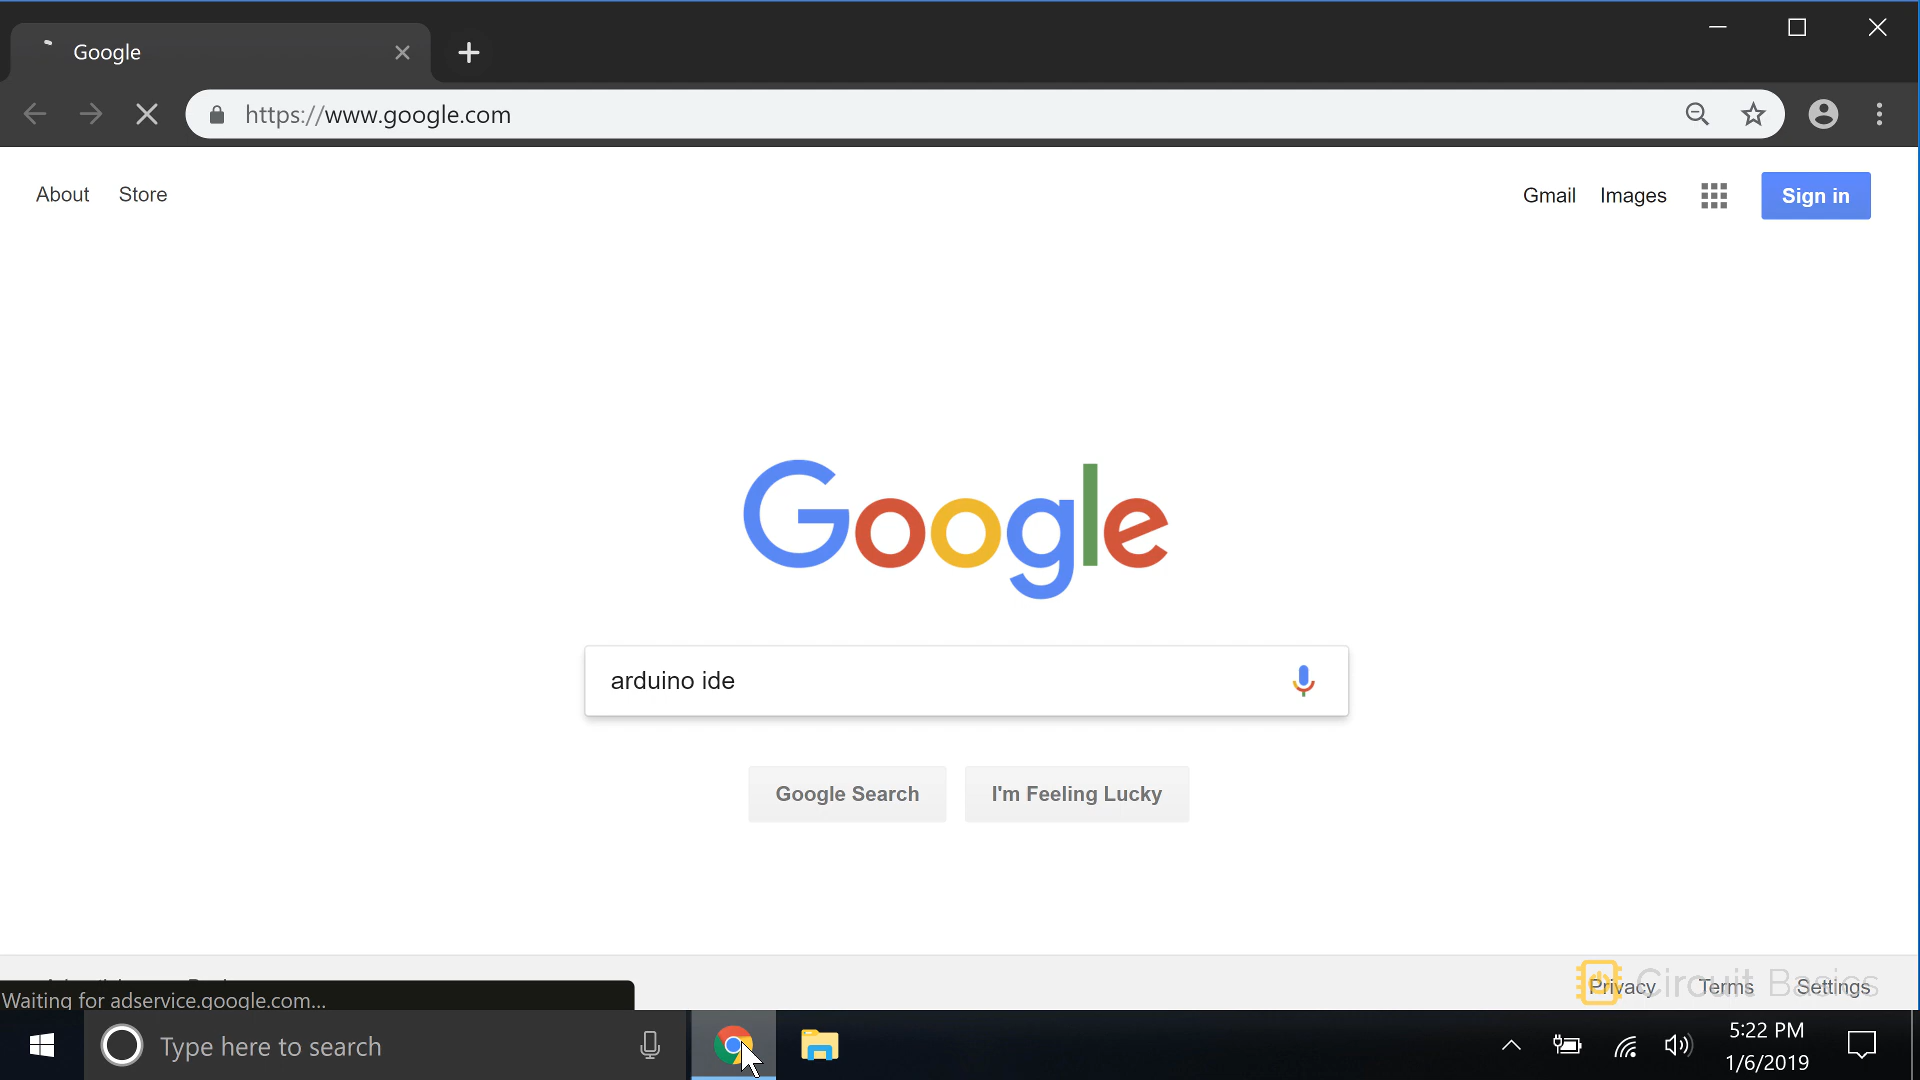 Google
https://www.google.com
About Store
Gmail Images Sign in
Google
arduino ide
Google Search I'm Feeling Lucky
Privacy Terms Settings
Circuit Basics
Waiting for adservice.google.com...
Type here to search
5:22 PM
1/6/2019